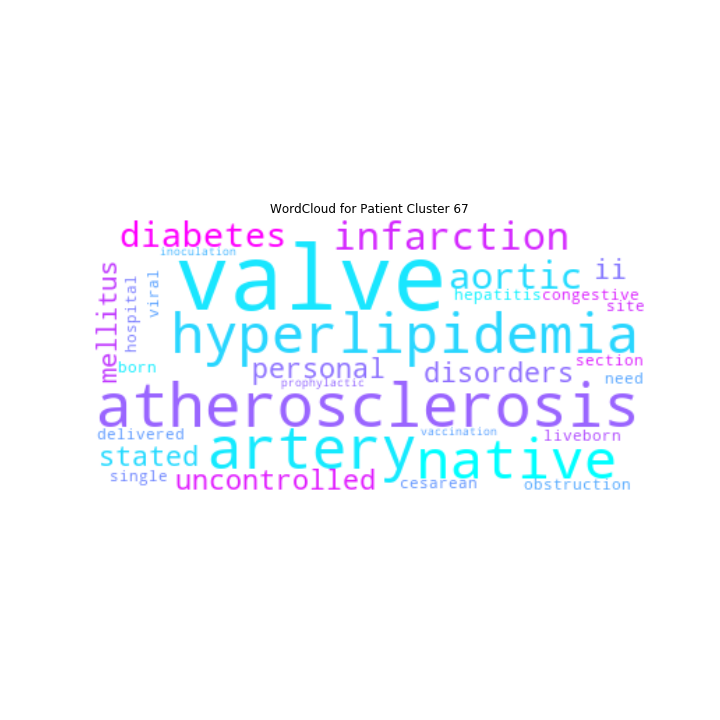 WordCloud for Patient Cluster 67
diabetes
infarction
inoculation
valve
aortic
ii
mellitus
hospital
viral
hepatitis
congestive
site
hyperlipidemia
born
personal
disorders
section
need
prophylactic
atherosclerosis
delivered
artery
vaccination
liveborn
stated
native
single
uncontrolled
cesarean
obstruction